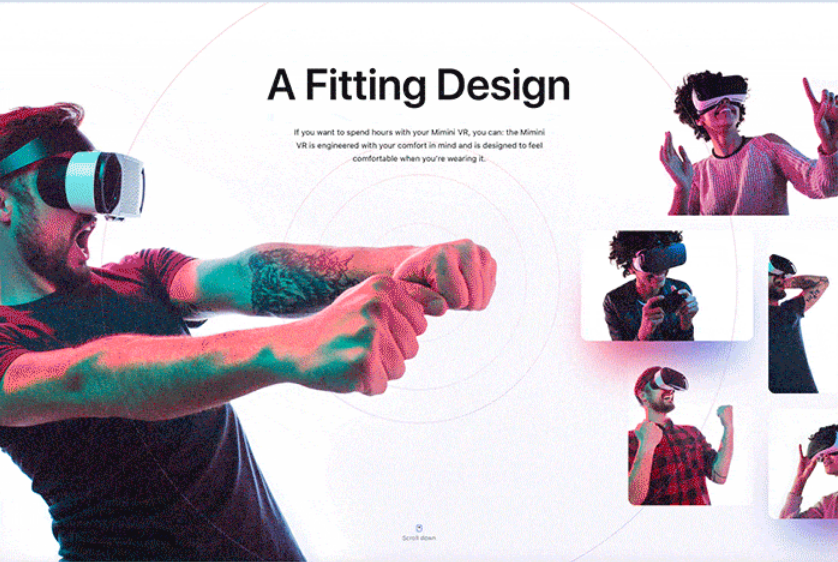 A Fitting Design
If you want to spend hours with your Mimini VR, you can: the Mimini
VR is engineered with your comfort in mind and is designed to feel
comfortable when you're wearing it.
Scroll down